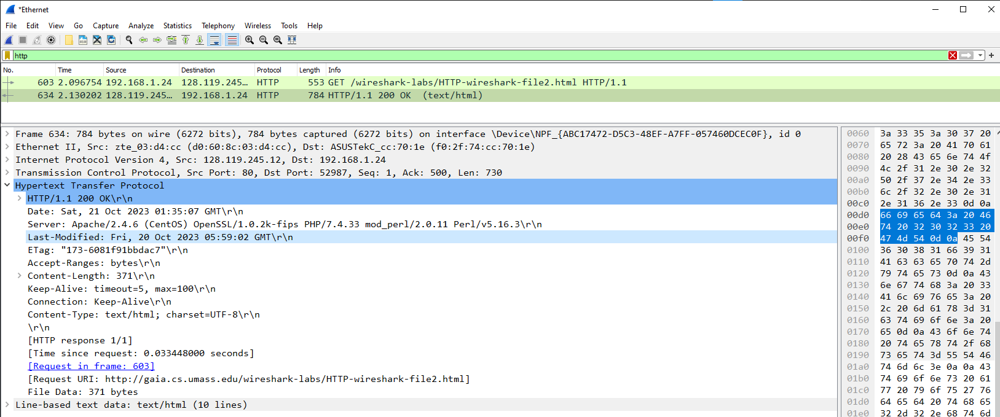 *Ethernet
File Edit View Go Capture Analyze Statistics Telephony Wireless Tools Help
http
No. Time Source Destination Protocol Length Info
603 2.096754 192.168.1.24 128.119.245… HTTP 553 GET /wireshark-labs/HTTP-wireshark-file2.html HTTP/1.1
634 2.130202 128.119.245… 192.168.1.24 HTTP 784 HTTP/1.1 200 OK (text/html)
Frame 634: 784 bytes on wire (6272 bits), 784 bytes captured (6272 bits) on interface \Device\NPF_{ABC17472-D5C3-48EF-A7FF-057460DCEC0F}, id 0
Ethernet II, Src: zte_03:d4:cc (d0:60:8c:03:d4:cc), Dst: ASUSTekC_cc:70:1e (f0:2f:74:cc:70:1e)
Internet Protocol Version 4, Src: 128.119.245.12, Dst: 192.168.1.24
Transmission Control Protocol, Src Port: 80, Dst Port: 52987, Seq: 1, Ack: 500, Len: 730
Hypertext Transfer Protocol
HTTP/1.1 200 OK\r\n
Date: Sat, 21 Oct 2023 01:35:07 GMT\r\n
Server: Apache/2.4.6 (CentOS) OpenSSL/1.0.2k-fips PHP/7.4.33 mod_perl/2.0.11 Perl/v5.16.3\r\n
Last-Modified: Fri, 20 Oct 2023 05:59:02 GMT\r\n
ETag: "173-6081f91bbdac7"\r\n
Accept-Ranges: bytes\r\n
Content-Length: 371\r\n
Keep-Alive: timeout=5, max=100\r\n
Connection: Keep-Alive\r\n
Content-Type: text/html; charset=UTF-8\r\n
\r\n
[HTTP response 1/1]
[Time since request: 0.033448000 seconds]
[Request in frame: 603]
[Request URI: http://gaia.cs.umass.edu/wireshark-labs/HTTP-wireshark-file2.html]
File Data: 371 bytes
Line-based text data: text/html (10 lines)
0060 3a 33 35 3a 30 37 20
0070 65 72 3a 20 41 70 61
0080 20 28 43 65 6e 74 4f
0090 4c 2f 31 2e 30 2e 32
00a0 50 2f 37 2e 34 2e 33
00b0 6c 2f 32 2e 30 2e 31
00c0 2e 31 36 2e 33 0d 0a
00d0 66 69 65 64 3a 20 46
00e0 74 20 32 30 32 33 20
00f0 47 4d 54 0d 0a 45 54
0100 36 30 38 31 66 39 31
0110 41 63 63 65 70 74 2d
0120 79 74 65 73 0d 0a 43
0130 6e 67 74 68 3a 20 33
0140 41 6c 69 76 65 3a 20
0150 2c 20 6d 61 78 3d 31
0160 63 74 69 6f 6e 3a 20
0170 65 0d 0a 43 6f 6e 74
0180 20 74 65 78 74 2f 68
0190 73 65 74 3d 55 54 46
01a0 74 6d 6c 3e 0a 0a 43
01b0 74 69 6f 6e 73 20 61
01c0 77 20 79 6f 75 27 76
01d0 64 65 64 20 74 68 65
01e0 32 2d 32 2e 68 74 6d